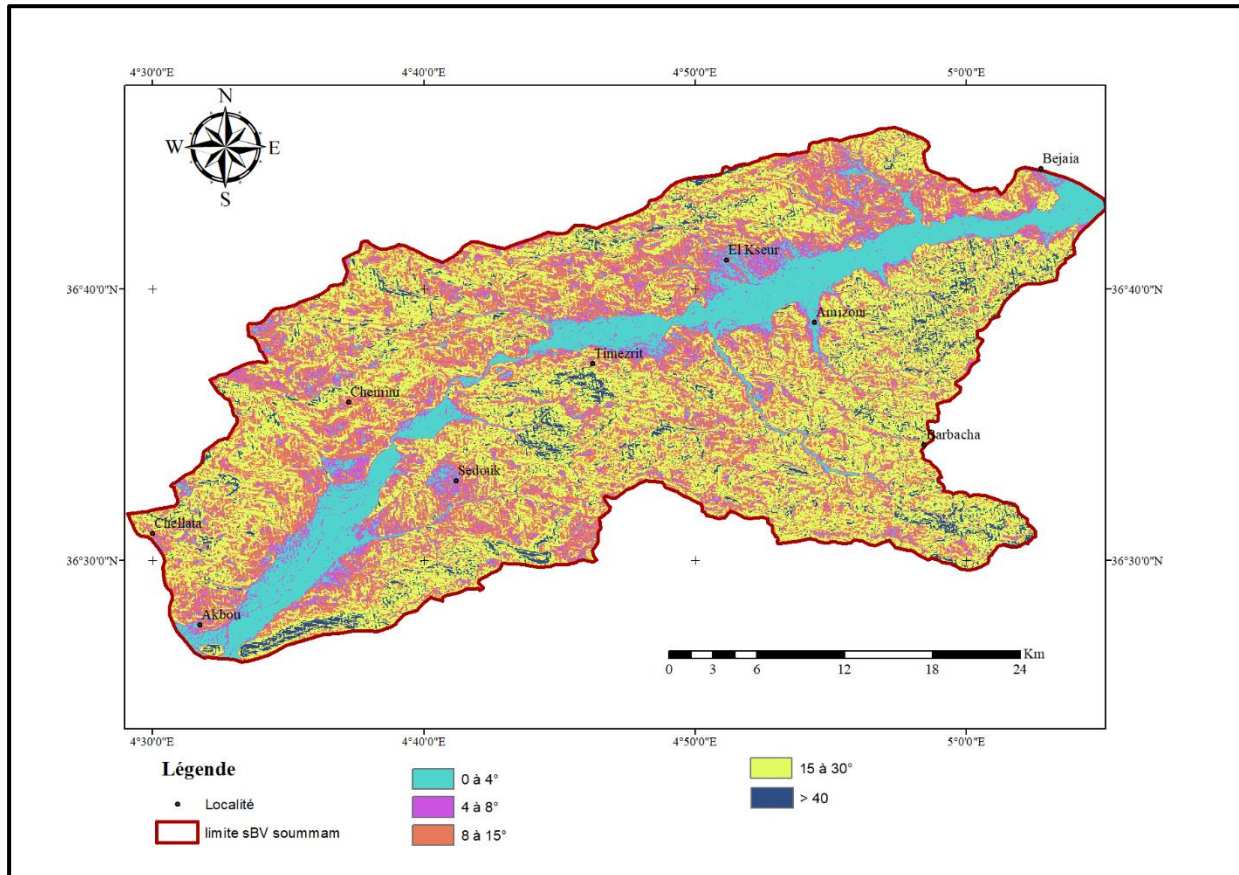 4°30'0"E 4°40'0"E 4°50'0"E 5°0'0"E
N
W E
S
Bejaia
El Kseur
36°40'0"N 36°40'0"N
Amizour
Timezrit
Chemini
Barbacha
Sedouk
Chellata
36°30'0"N 36°30'0"N
Akbou
Km
0 3 6 12 18 24
4°30'0"E 4°40'0"E 4°50'0"E 5°0'0"E
Légende
Localité
limite sBV soummam
0 à 4°
4 à 8°
8 à 15°
15 à 30°
> 40